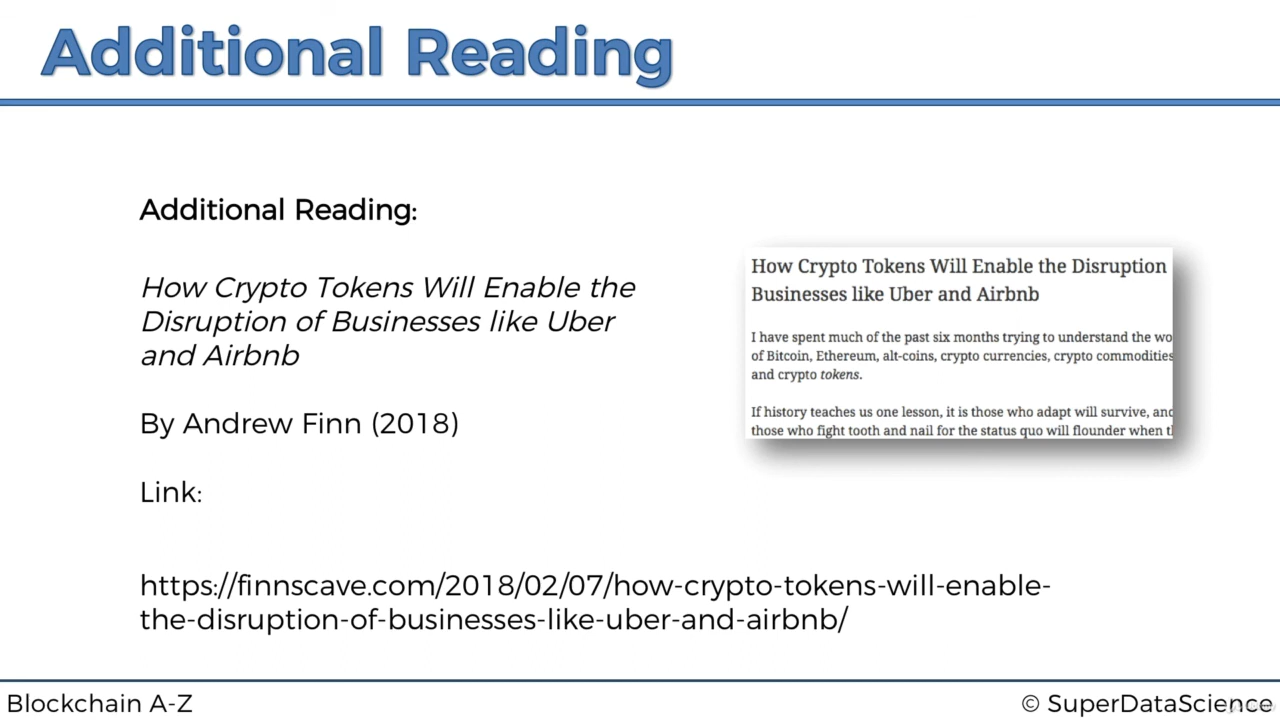 Additional Reading
Additional Reading:
How Crypto Tokens Will Enable the
Disruption of Businesses like Uber
and Airbnb
By Andrew Finn (2018)
Link:
https://finnscave.com/2018/02/07/how-crypto-tokens-will-enable-
the-disruption-of-businesses-like-uber-and-airbnb/
How Crypto Tokens Will Enable the Disruption
Businesses like Uber and Airbnb
I have spent much of the past six months trying to understand the wo
of Bitcoin, Ethereum, alt-coins, crypto currencies, crypto commodities
and crypto tokens.
If history teaches us one lesson, it is those who adapt will survive, and
those who fight tooth and nail for the status quo will flounder when
Blockchain A-Z
© SuperDataScience